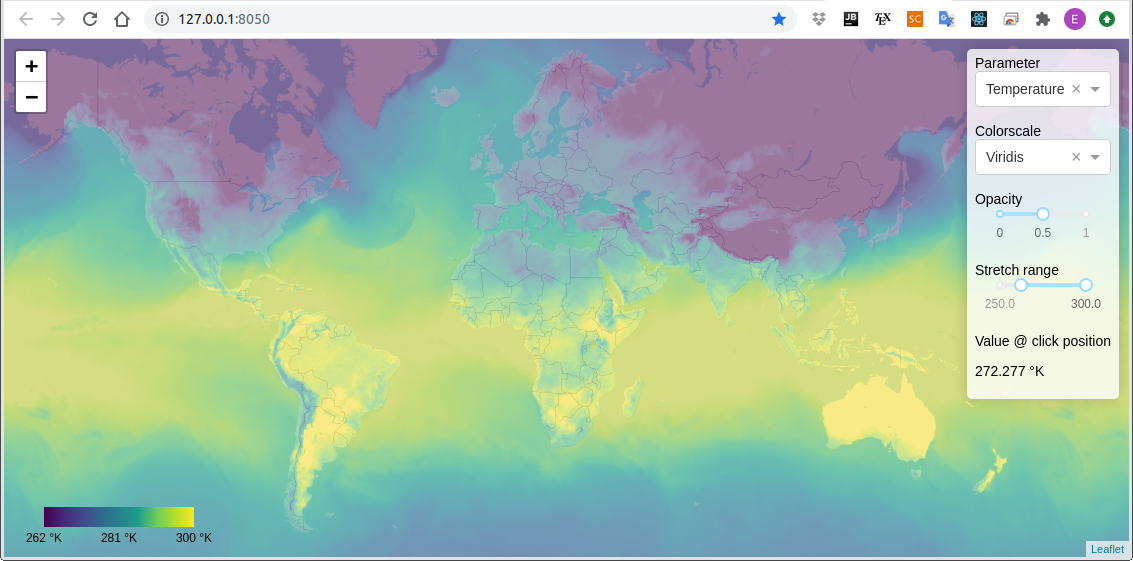 127.0.0.1:8050
JB
TEX
SC
G
E
+
−
Parameter
Temperature ×
Colorscale
Viridis ×
Opacity
0 0.5 1
Stretch range
250.0 300.0
Value @ click position
272.277 °K
262 °K 281 °K 300 °K
Leaflet